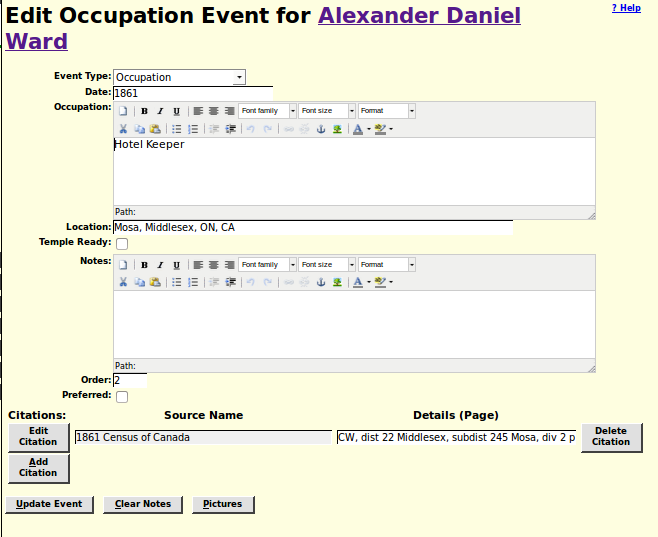 Edit Occupation Event for Alexander Daniel
Ward
? Help
Event Type: Occupation
Date: 1861
Occupation:
B I U Font family Font size Format
A
Hotel Keeper
Path:
Location: Mosa, Middlesex, ON, CA
Temple Ready:
Notes:
B I U Font family Font size Format
A
Path:
Order: 2
Preferred:
Citations: Source Name Details (Page)
Edit
Citation
1861 Census of Canada
CW, dist 22 Middlesex, subdist 245 Mosa, div 2 p
Delete
Citation
Add
Citation
Update Event Clear Notes Pictures